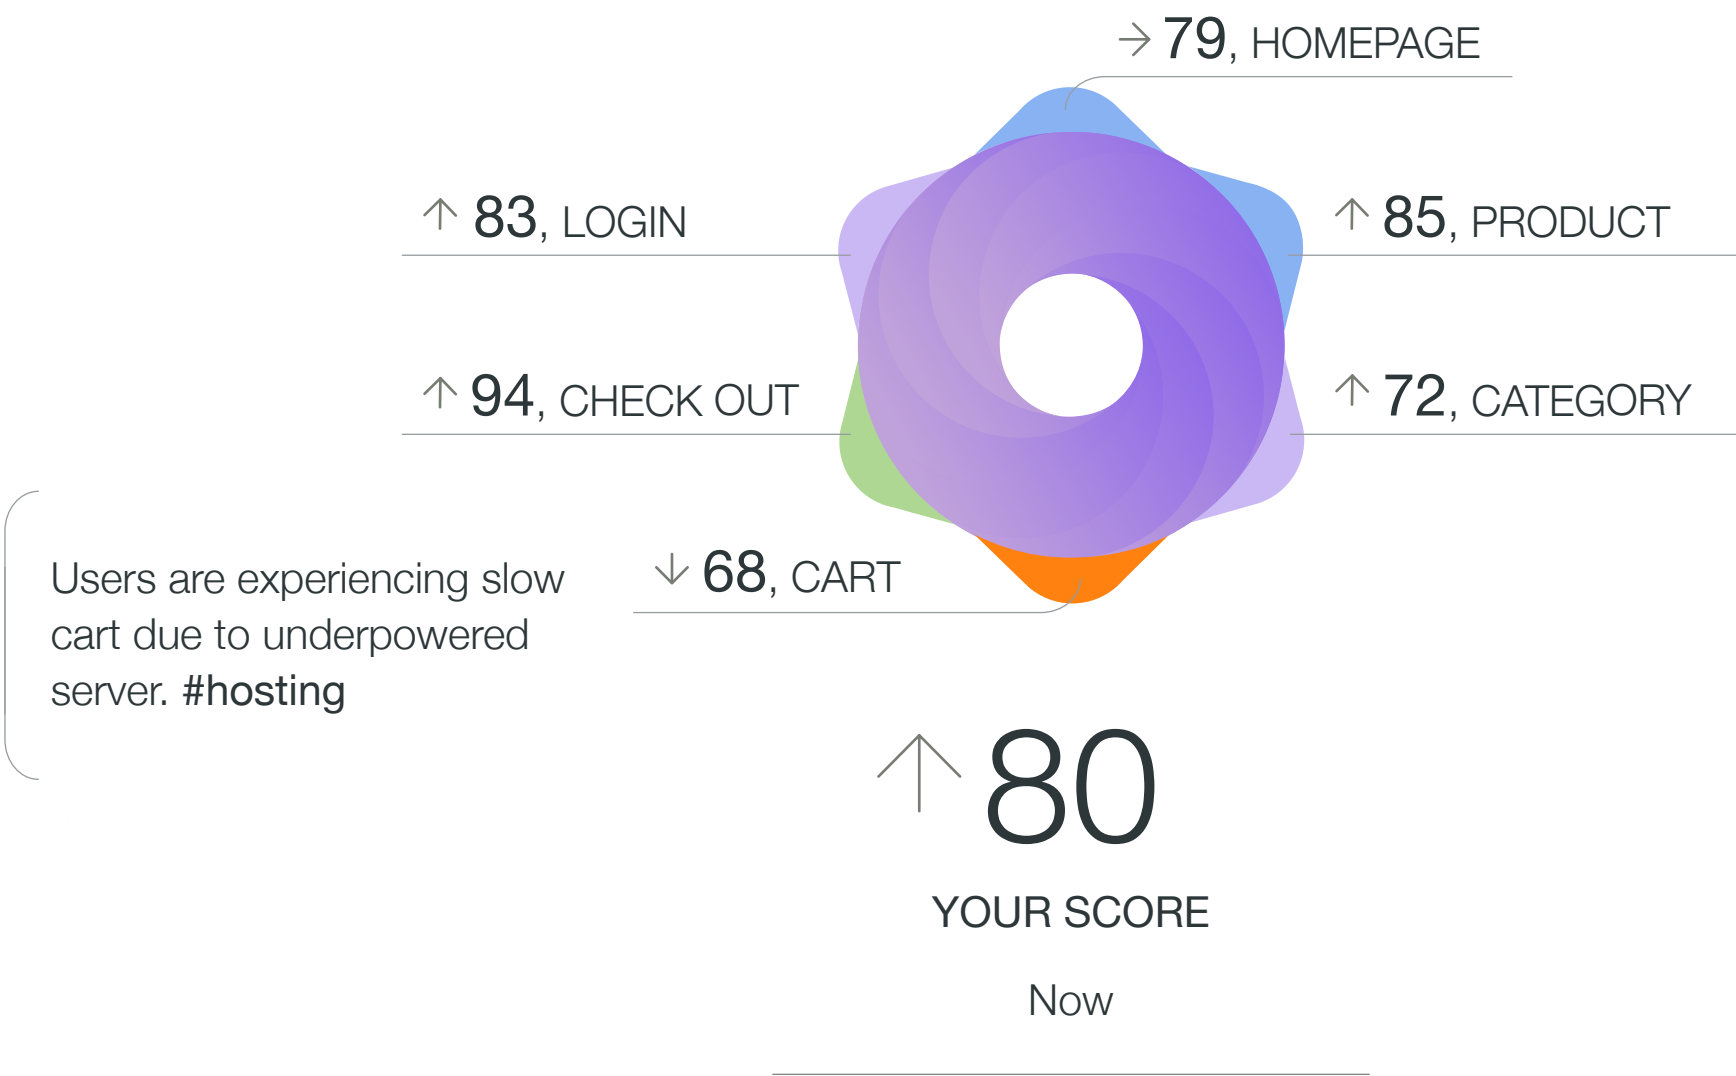 → 79, HOMEPAGE
↑ 83, LOGIN
↑ 85, PRODUCT
↑ 94, CHECK OUT
↑ 72, CATEGORY
↓ 68, CART
Users are experiencing slow
cart due to underpowered
server. #hosting
↑ 80
YOUR SCORE
Now